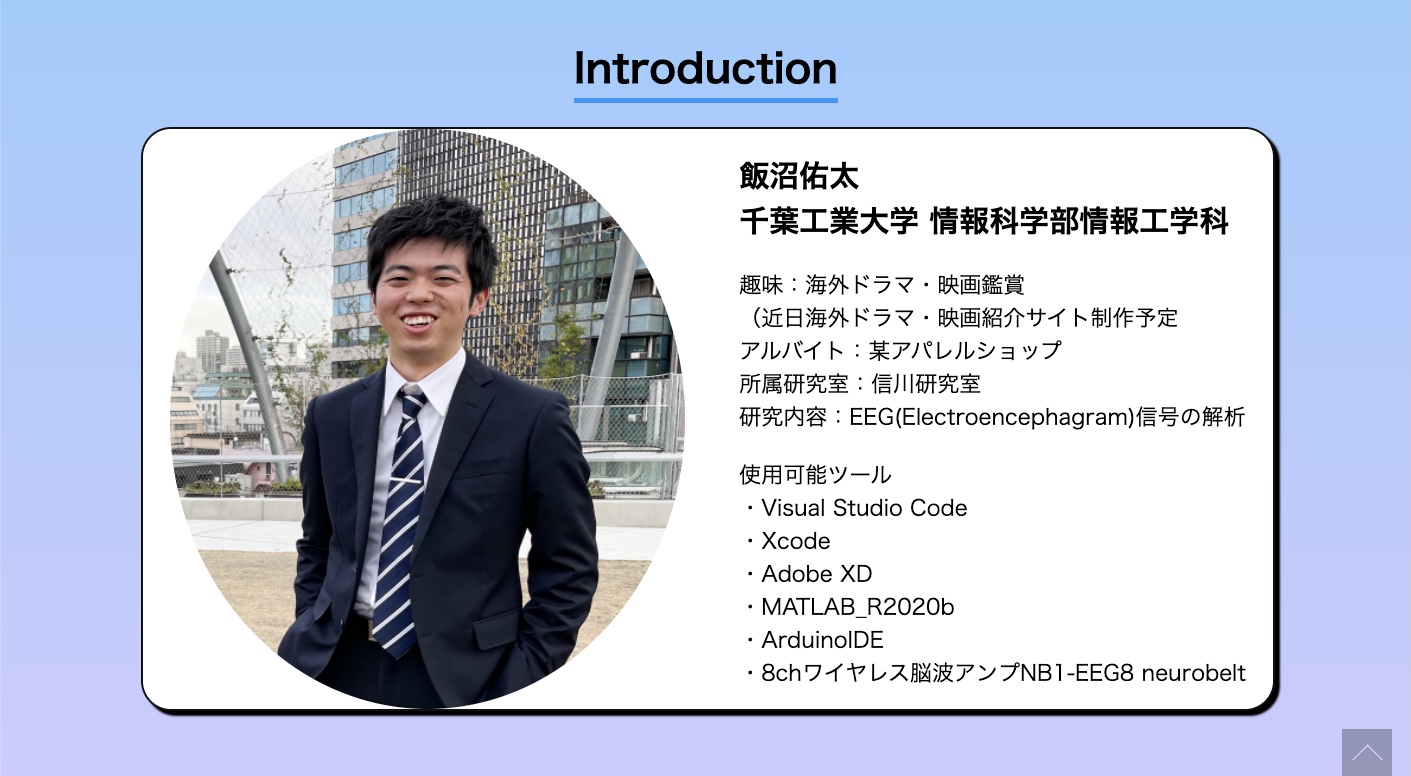 Introduction
飯沼佑太
千葉工業大学 情報科学部情報工学科
趣味：海外ドラマ・映画鑑賞
（近日海外ドラマ・映画紹介サイト制作予定
アルバイト：某アパレルショップ
所属研究室：信川研究室
研究内容：EEG(Electroencephagram)信号の解析
使用可能ツール
・Visual Studio Code
・Xcode
・Adobe XD
・MATLAB_R2020b
・ArduinoIDE
・8chワイヤレス脳波アンプNB1-EEG8 neurobelt